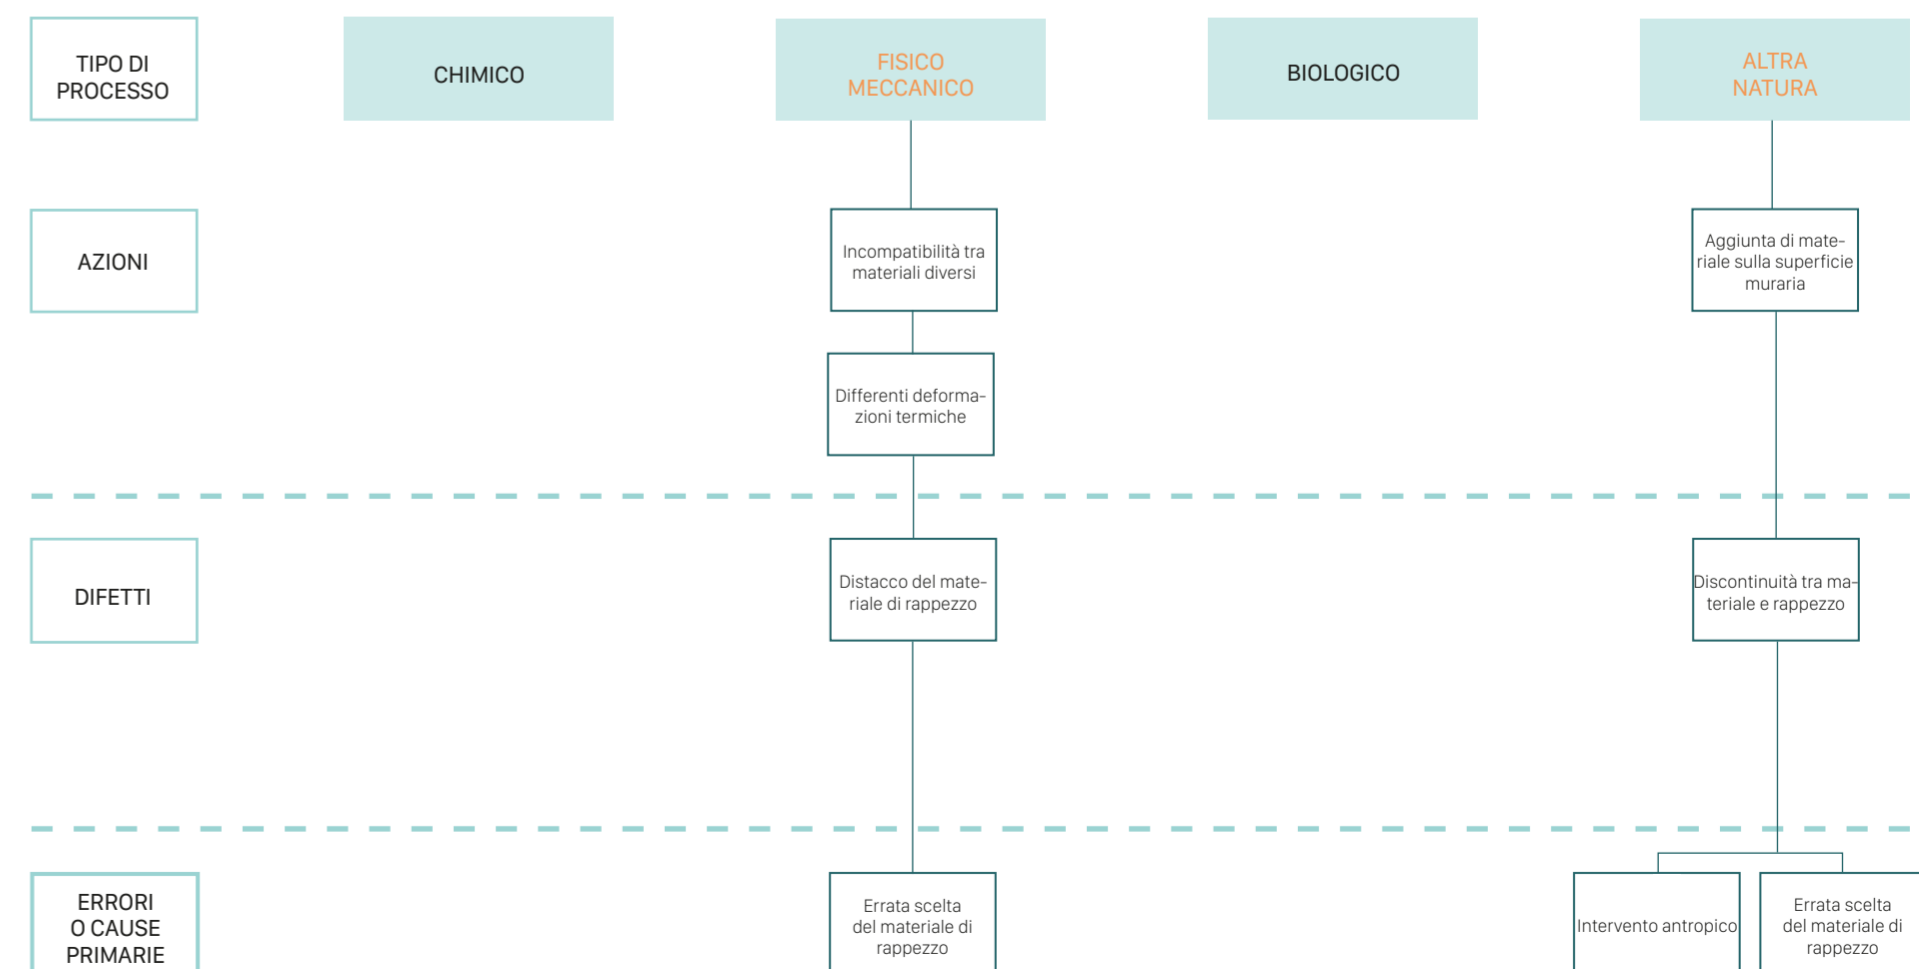 TIPO DI
PROCESSO
CHIMICO
FISICO
MECCANICO
BIOLOGICO
ALTRA
NATURA
AZIONI
Incompatibilità tra
materiali diversi
Aggiunta di mate-
riale sulla superficie
muraria
Differenti deforma-
zioni termiche
DIFETTI
Distacco del mate-
riale di rappezzo
Discontinuità tra ma-
teriale e rappezzo
ERRORI
O CAUSE
PRIMARIE
Errata scelta
del materiale di
rappezzo
Intervento antropico
Errata scelta
del materiale di
rappezzo